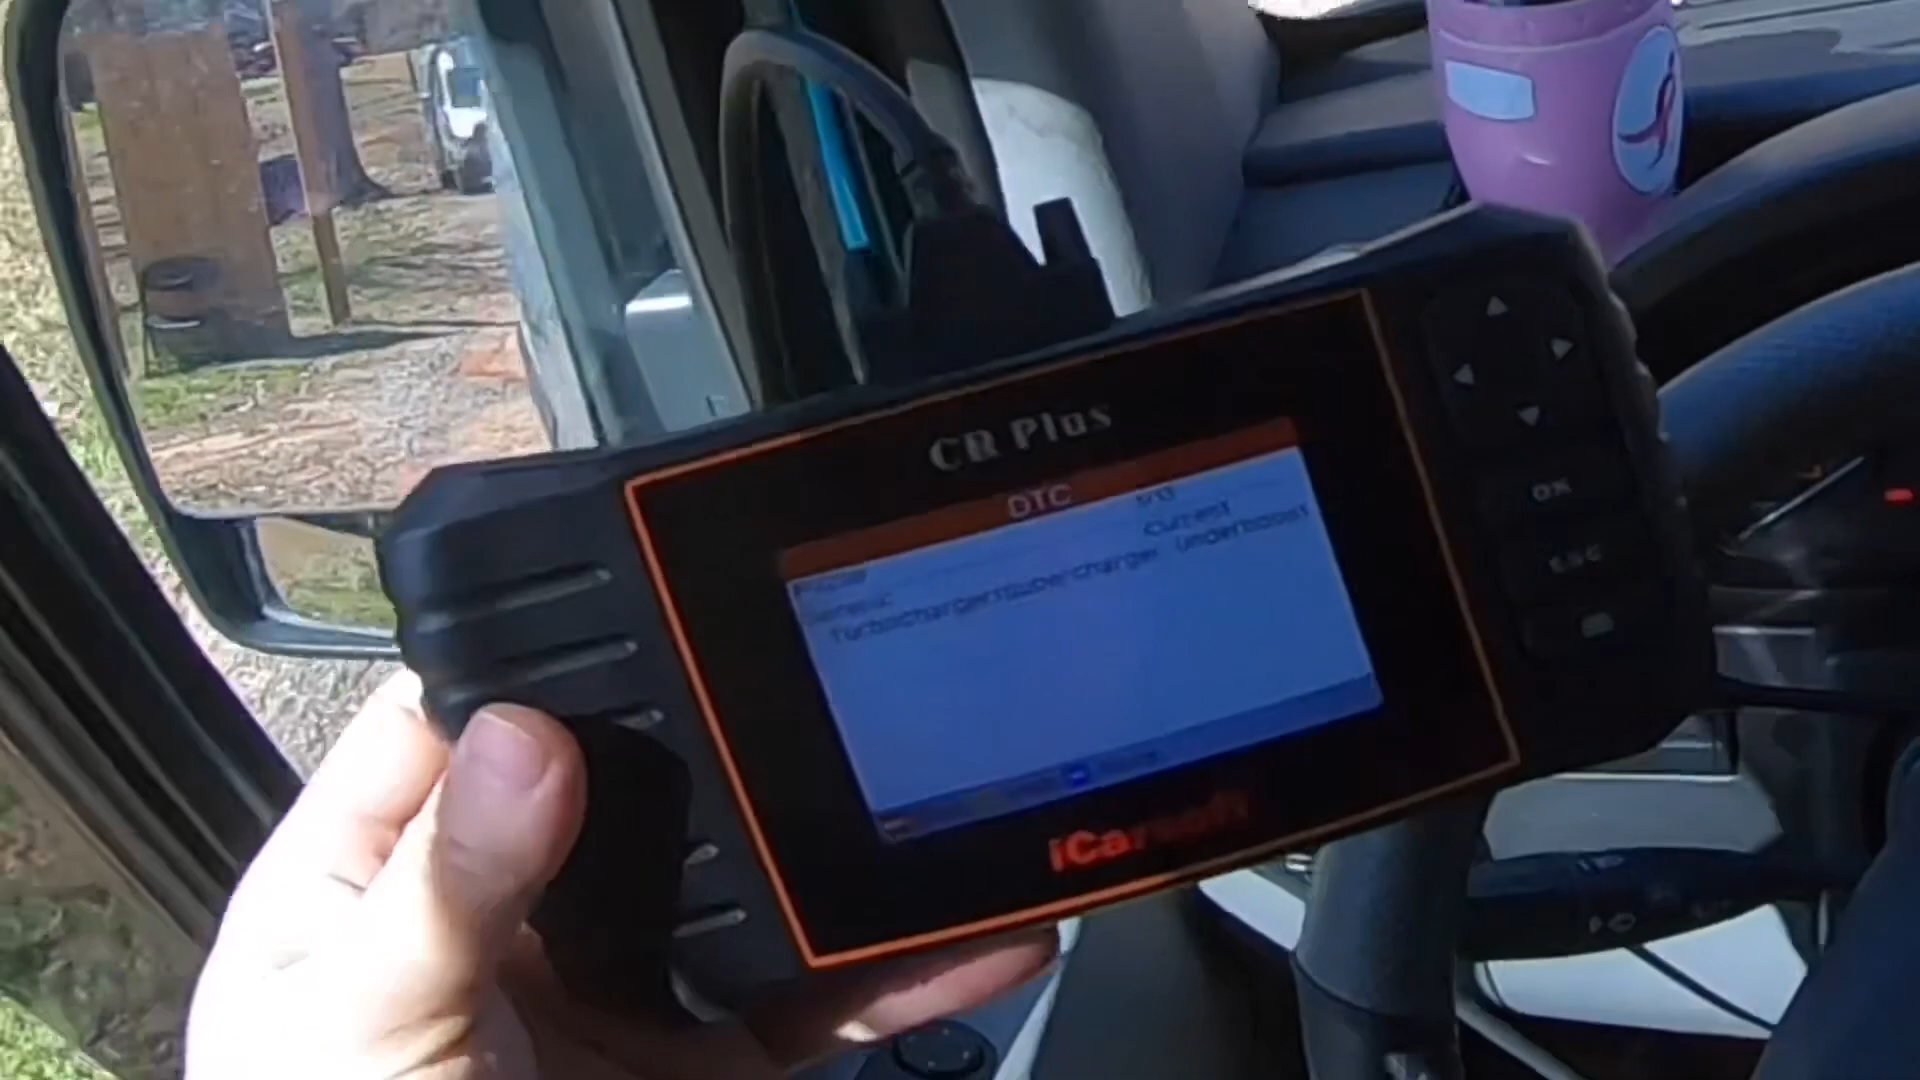 CR Plus
DTC
Current
Generic
Turbocharger/Supercharger Underboost
iCarsoft
OK
ESC